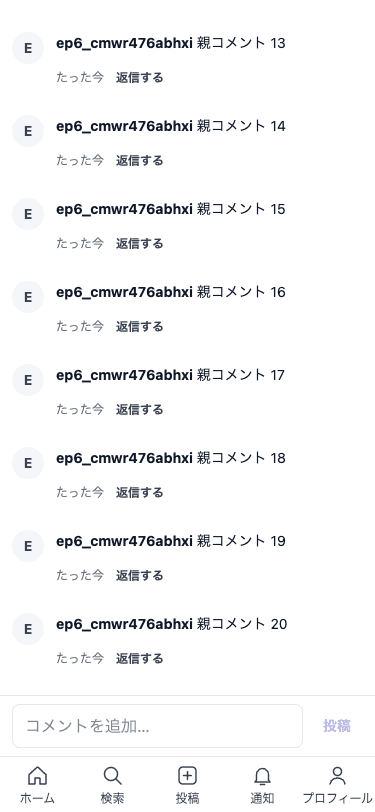 E
ep6_cmwr476abhxi 親コメント 13
たった今 返信する
E
ep6_cmwr476abhxi 親コメント 14
たった今 返信する
E
ep6_cmwr476abhxi 親コメント 15
たった今 返信する
E
ep6_cmwr476abhxi 親コメント 16
たった今 返信する
E
ep6_cmwr476abhxi 親コメント 17
たった今 返信する
E
ep6_cmwr476abhxi 親コメント 18
たった今 返信する
E
ep6_cmwr476abhxi 親コメント 19
たった今 返信する
E
ep6_cmwr476abhxi 親コメント 20
たった今 返信する
コメントを追加... 投稿
ホーム 検索 投稿 通知 プロフィール